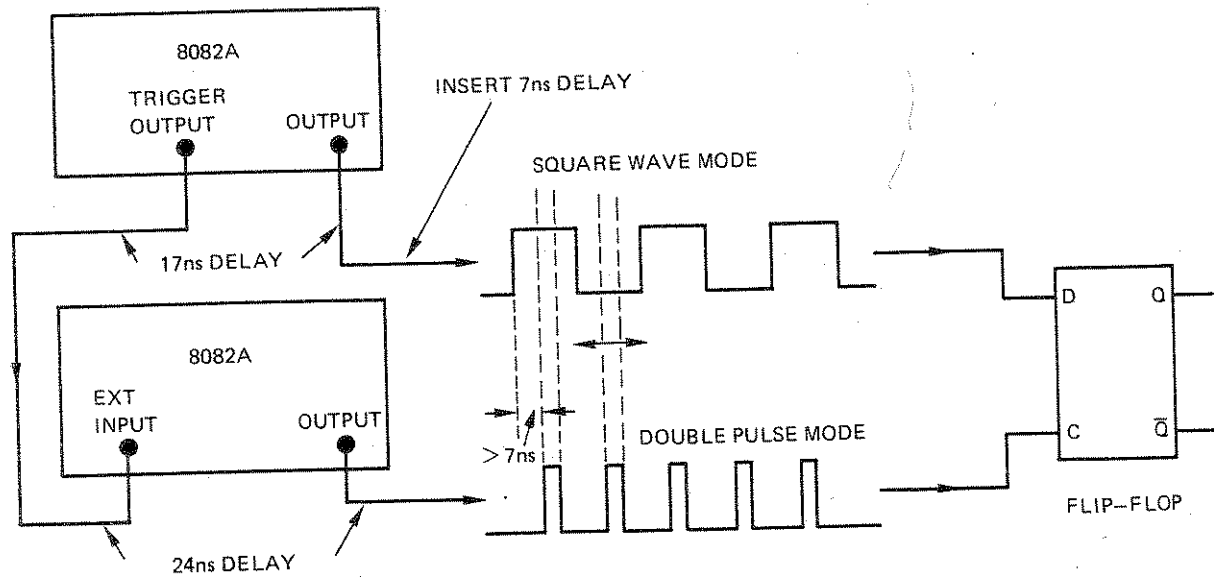 8082A
TRIGGER
OUTPUT
OUTPUT
INSERT 7ns DELAY
SQUARE WAVE MODE
17ns DELAY
8082A
EXT
INPUT
OUTPUT
> 7ns
DOUBLE PULSE MODE
D
Q
C
Q̅
FLIP-FLOP
24ns DELAY